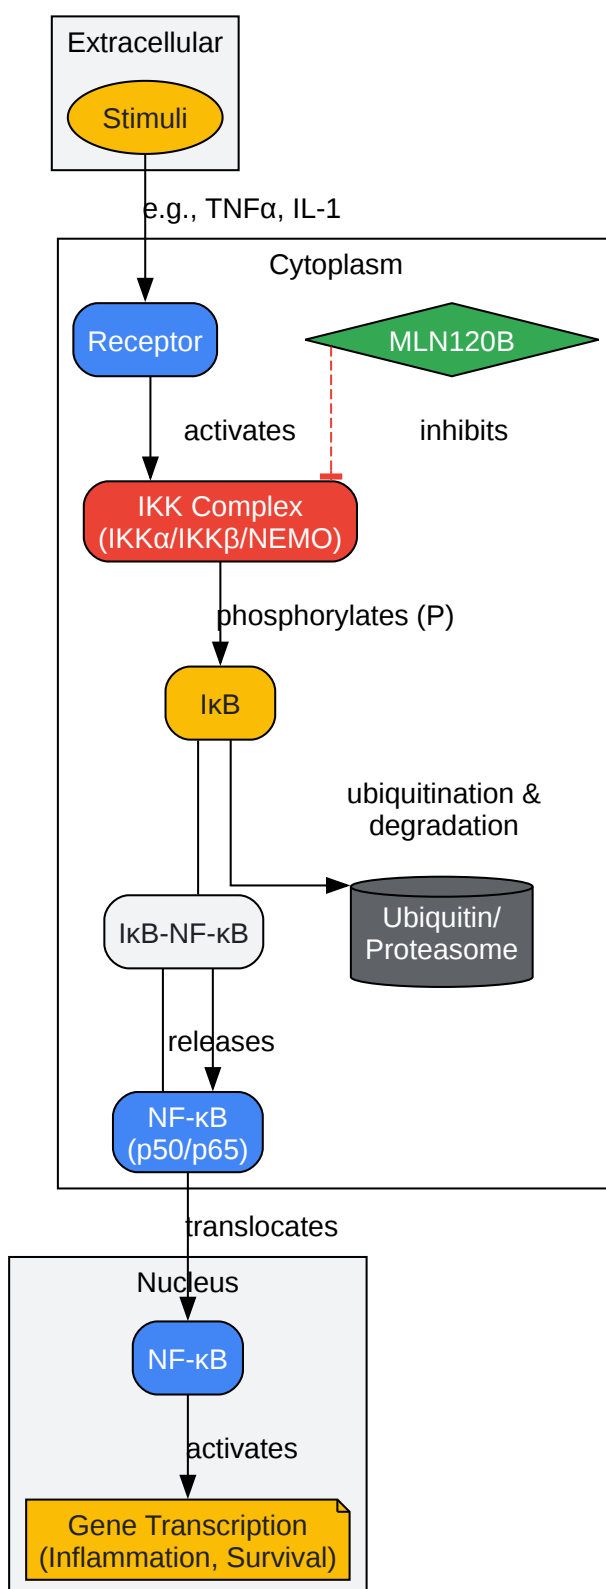 Extracellular
Stimuli
e.g., TNFα, IL-1
Cytoplasm
Receptor
MLN120B
activates
inhibits
IKK Complex
(IKKα/IKKβ/NEMO)
phosphorylates (P)
IκB
ubiquitination &
degradation
IκB-NF-κB
Ubiquitin/
Proteasome
releases
NF-κB
(p50/p65)
translocates
Nucleus
NF-κB
activates
Gene Transcription
(Inflammation, Survival)